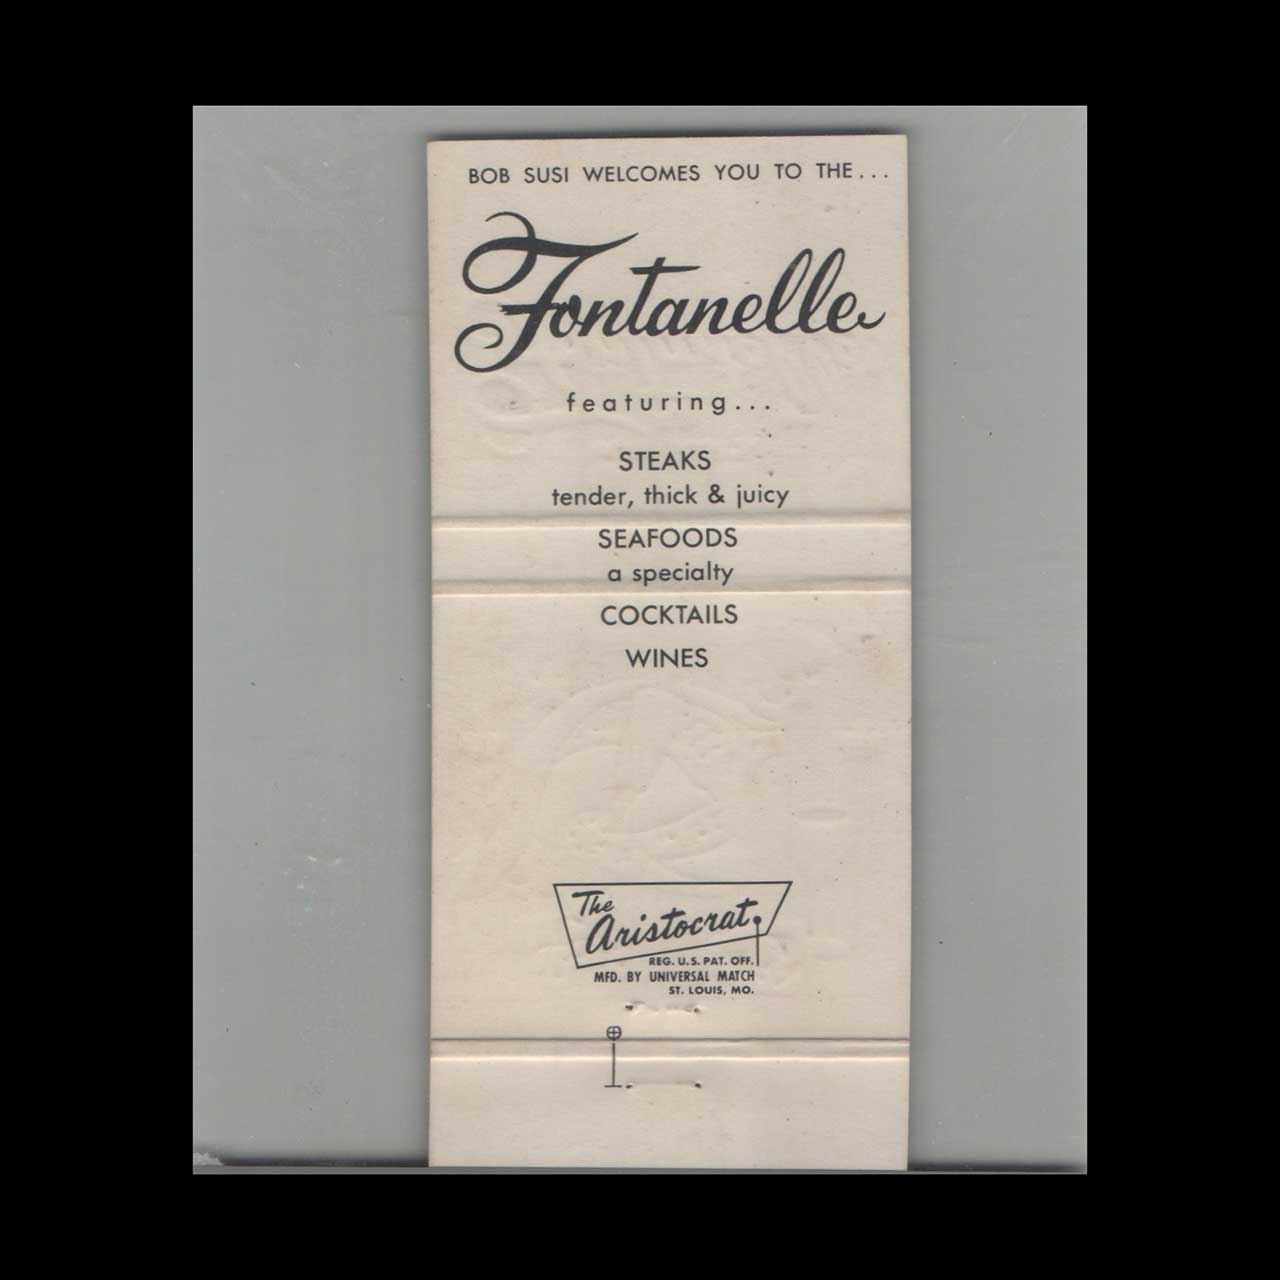 BOB SUSI WELCOMES YOU TO THE...
Fontanelle
featuring...
STEAKS
tender, thick & juicy
SEAFOODS
a specialty
COCKTAILS
WINES
The
Aristocrat
REG. U.S. PAT. OFF.
MFD. BY UNIVERSAL MATCH
ST. LOUIS, MO.